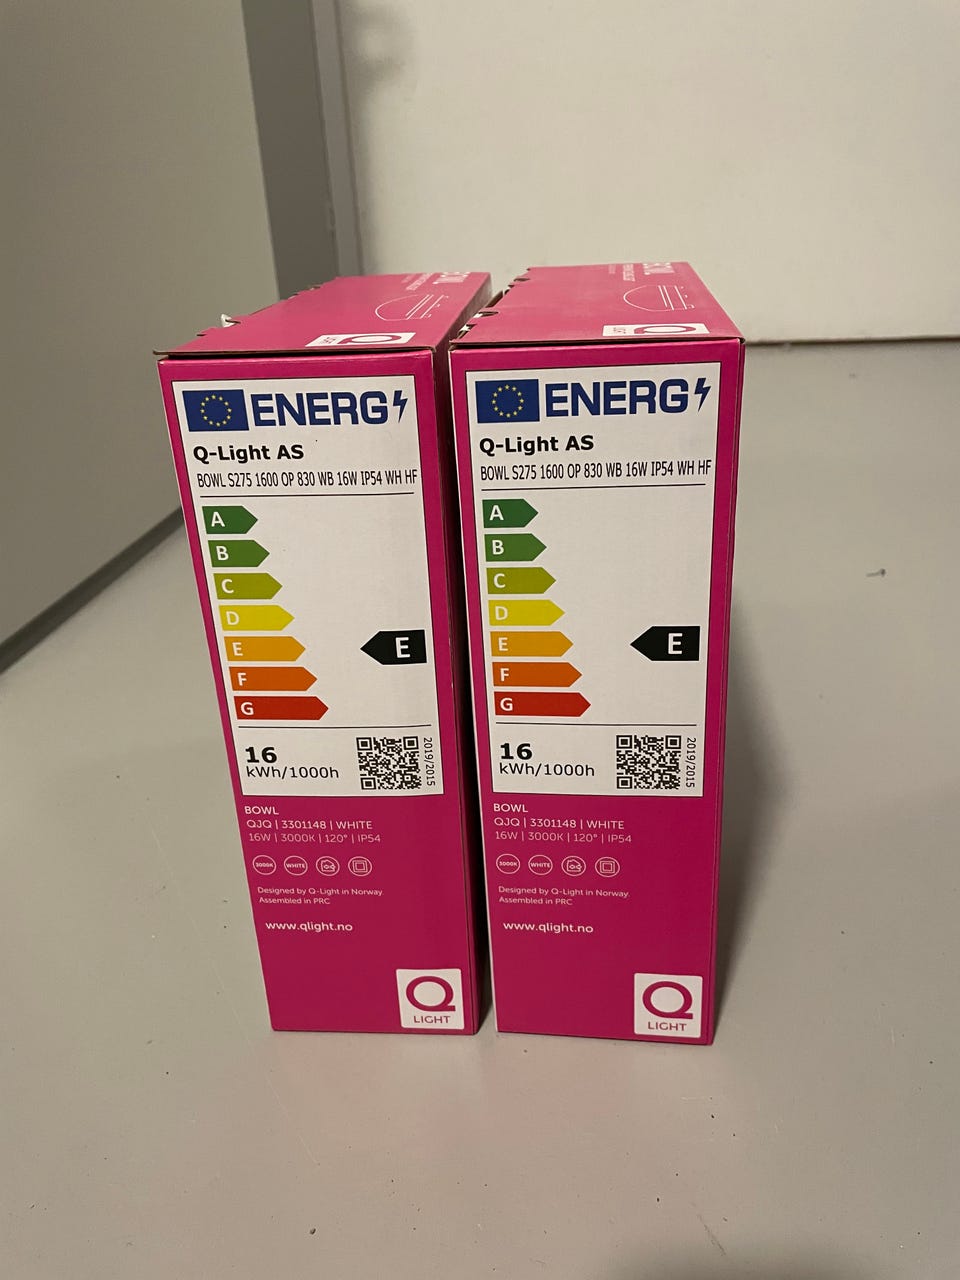 ENERG
Q-Light AS
BOWL S275 1600 OP 830 WB 16W IP54 WH HF
A
B
C
D
E
F
G
E
16
kWh/1000h
2019/2015
BOWL
QJQ | 3301148 | WHITE
16W | 3000K | 120° | IP54
3000K
WHITE
Designed by Q-Light in Norway.
Assembled in PRC
www.qlight.no
Q
LIGHT
ENERG
Q-Light AS
BOWL S275 1600 OP 830 WB 16W IP54 WH HF
A
B
C
D
E
F
G
E
16
kWh/1000h
2019/2015
BOWL
QJQ | 3301148 | WHITE
16W | 3000K | 120° | IP54
3000K
WHITE
Designed by Q-Light in Norway.
Assembled in PRC
www.qlight.no
Q
LIGHT